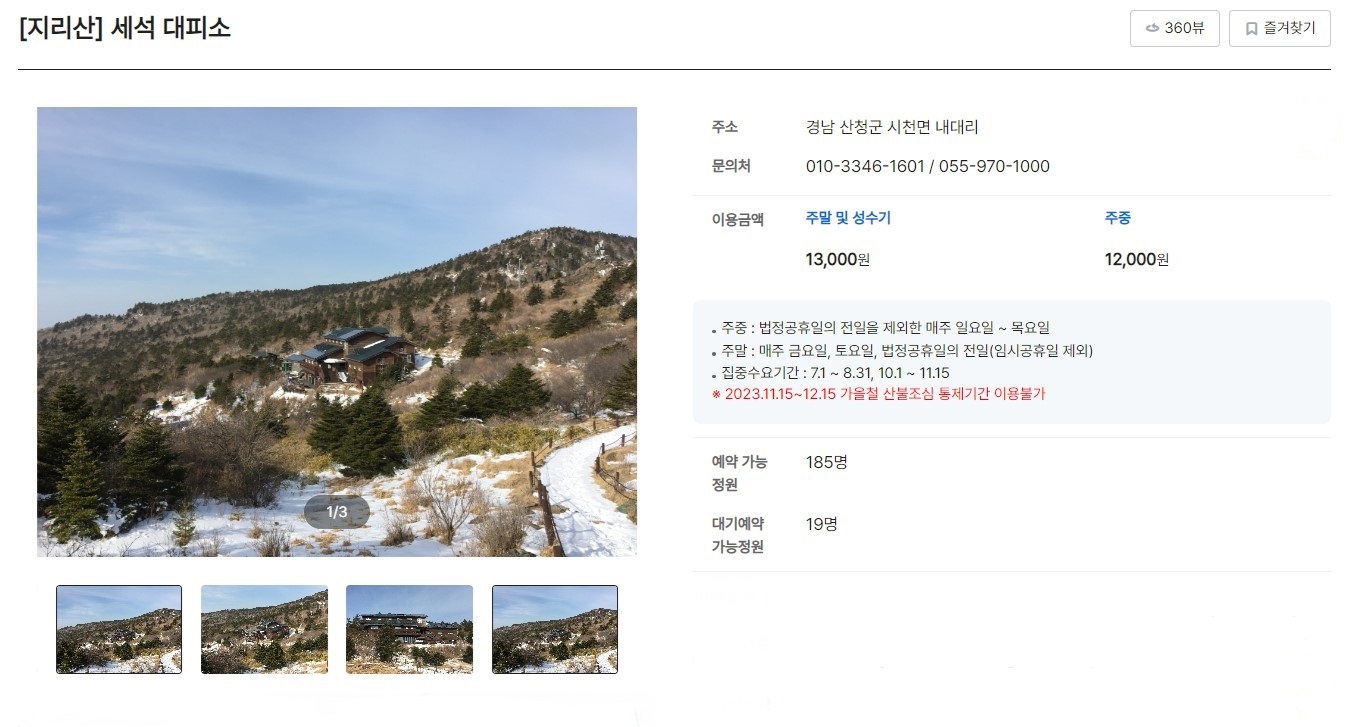 [지리산] 세석 대피소
360뷰
즐겨찾기
1/3
주소 경남 산청군 시천면 내대리
문의처 010-3346-1601 / 055-970-1000
이용금액 주말 및 성수기 주중
13,000원 12,000원
• 주중 : 법정공휴일의 전일을 제외한 매주 일요일 ~ 목요일
• 주말 : 매주 금요일, 토요일, 법정공휴일의 전일(임시공휴일 제외)
• 집중수요기간 : 7.1 ~ 8.31, 10.1 ~ 11.15
※ 2023.11.15~12.15 가을철 산불조심 통제기간 이용불가
예약 가능 185명
정원
대기예약 19명
가능정원